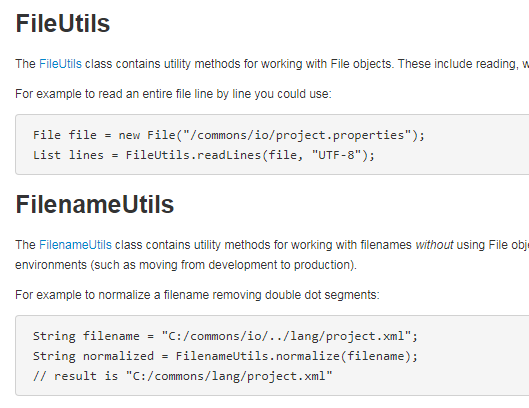 FileUtils
The FileUtils class contains utility methods for working with File objects. These include reading,
For example to read an entire file line by line you could use:
File file = new File("/commons/io/project.properties");
List lines = FileUtils.readLines(file, "UTF-8");
FilenameUtils
The FilenameUtils class contains utility methods for working with filenames without using File
environments (such as moving from development to production).
For example to normalize a filename removing double dot segments:
String filename = "C:/commons/io/../lang/project.xml";
String normalized = FilenameUtils.normalize(filename);
// result is "C:/commons/lang/project.xml"